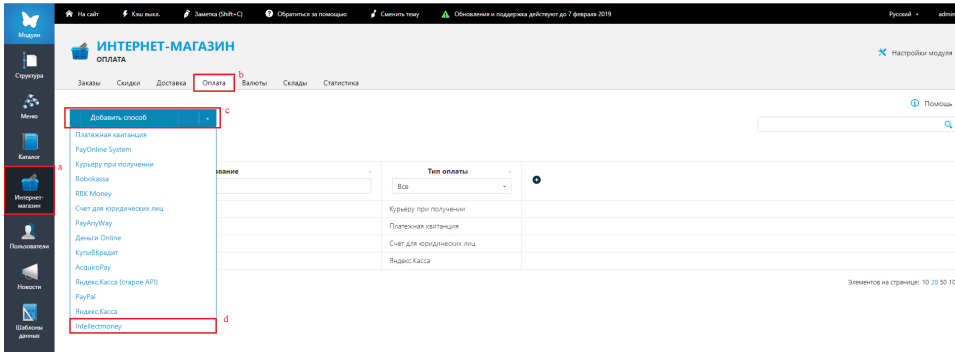 На сайт
Кэш выкл.
Заметка (Shift+C)
Обратиться за помощью
Сменить тему
Обновления и поддержка действуют до 7 февраля 2019
Русский
admin
Модули
Структура
Меню
Каталог
a
Интернет-
магазин
Пользователи
Новости
Шаблоны
данных
ИНТЕРНЕТ-МАГАЗИН
ОПЛАТА
Настройки модуля
Заказы
Скидки
Доставка
Оплата
b
Валюты
Склады
Статистика
Помощь
Добавить способ
c
Платежная квитанция
PayOnline System
Курьеру при получении
Robokassa
RBK Money
Счет для юридических лиц
PayAnyWay
Деньги Online
КупиВКредит
AcquiroPay
Яндекс.Касса (старое API)
PayPal
Яндекс.Касса
Intellectmoney
d
звание
Тип оплаты
Все
Курьеру при получении
Платежная квитанция
Счет для юридических лиц
Яндекс.Касса
Элементов на странице: 10 20 50 10